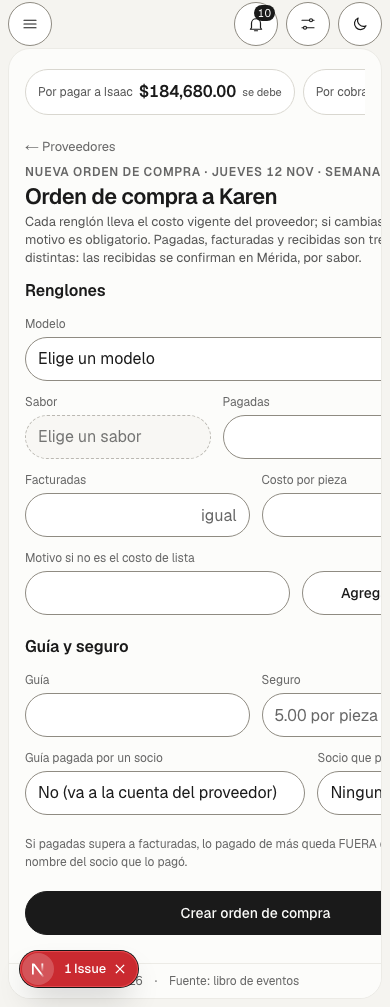 10
Por pagar a Isaac $184,680.00 se debe
Por cobra
← Proveedores
NUEVA ORDEN DE COMPRA · JUEVES 12 NOV · SEMANA
Orden de compra a Karen
Cada renglón lleva el costo vigente del proveedor; si cambias
motivo es obligatorio. Pagadas, facturadas y recibidas son tre
distintas: las recibidas se confirman en Mérida, por sabor.
Renglones
Modelo
Elige un modelo
Sabor Pagadas
Elige un sabor
Facturadas Costo por pieza
igual
Motivo si no es el costo de lista
Agreg
Guía y seguro
Guía Seguro
5.00 por pieza
Guía pagada por un socio Socio que p
No (va a la cuenta del proveedor) Ningun
Si pagadas supera a facturadas, lo pagado de más queda FUERA
nombre del socio que lo pagó.
Crear orden de compra
N 1 Issue
26 · Fuente: libro de eventos